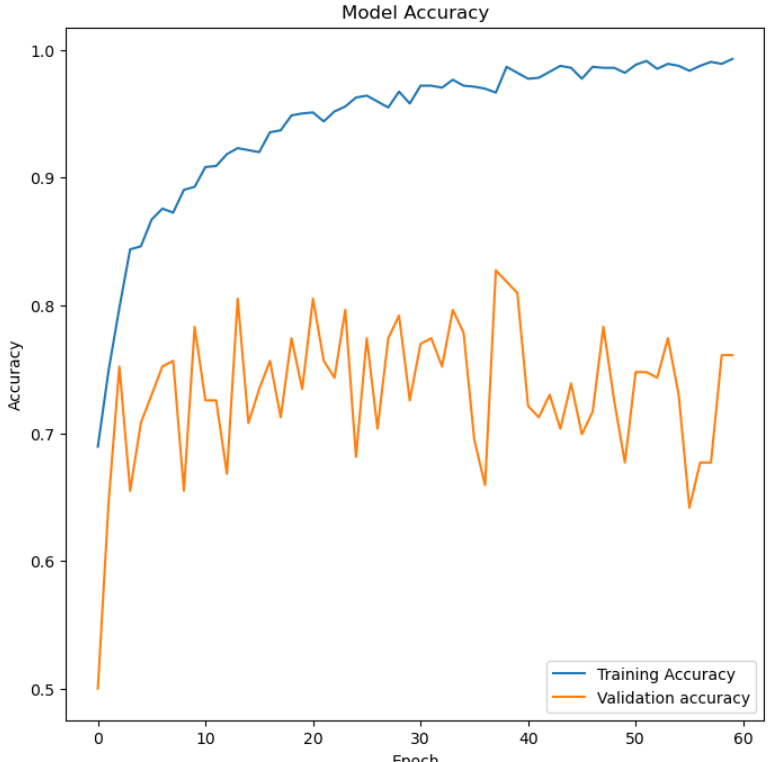 Model Accuracy
1.0
0.9
0.8
0.7
0.6
0.5
Accuracy
0 10 20 30 40 50 60
Epoch
Training Accuracy
Validation accuracy